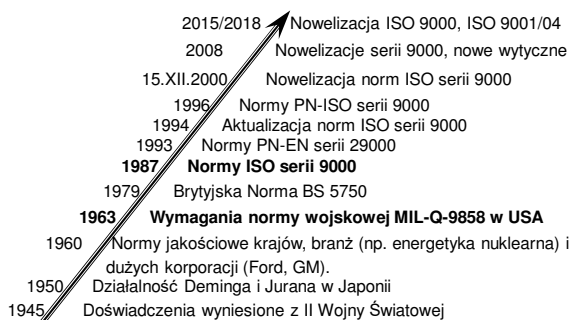 2015/2018 Nowelizacja ISO 9000, ISO 9001/04
2008 Nowelizacje serii 9000, nowe wytyczne
15.XII.2000 Nowelizacja norm ISO serii 9000
1996 Normy PN-ISO serii 9000
1994 Aktualizacja norm ISO serii 9000
1993 Normy PN-EN serii 29000
1987 Normy ISO serii 9000
1979 Brytyjska Norma BS 5750
1963 Wymagania normy wojskowej MIL-Q-9858 w USA
1960 Normy jakościowe krajów, branż (np. energetyka nuklearna) i
dużych korporacji (Ford, GM).
1950 Działalność Deminga i Jurana w Japonii
1945 Doświadczenia wyniesione z II Wojny Światowej